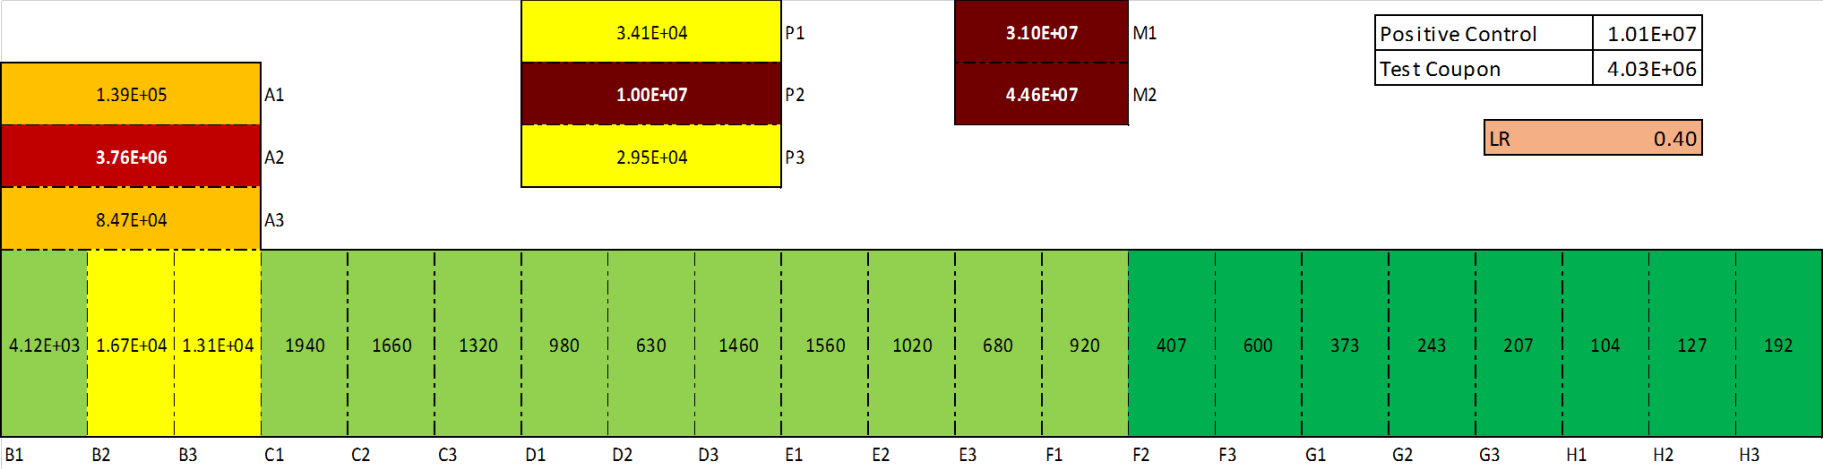 3.41E+04 P1 3.10E+07 M1 Positive Control 1.01E+07
Test Coupon 4.03E+06
1.39E+05 A1 1.00E+07 P2 4.46E+07 M2
LR 0.40
3.76E+06 A2 2.95E+04 P3
8.47E+04 A3
4.12E+03 1.67E+04 1.31E+04 1940 1660 1320 980 630 1460 1560 1020 680 920 407 600 373 243 207 104 127 192
B1 B2 B3 C1 C2 C3 D1 D2 D3 E1 E2 E3 F1 F2 F3 G1 G2 G3 H1 H2 H3